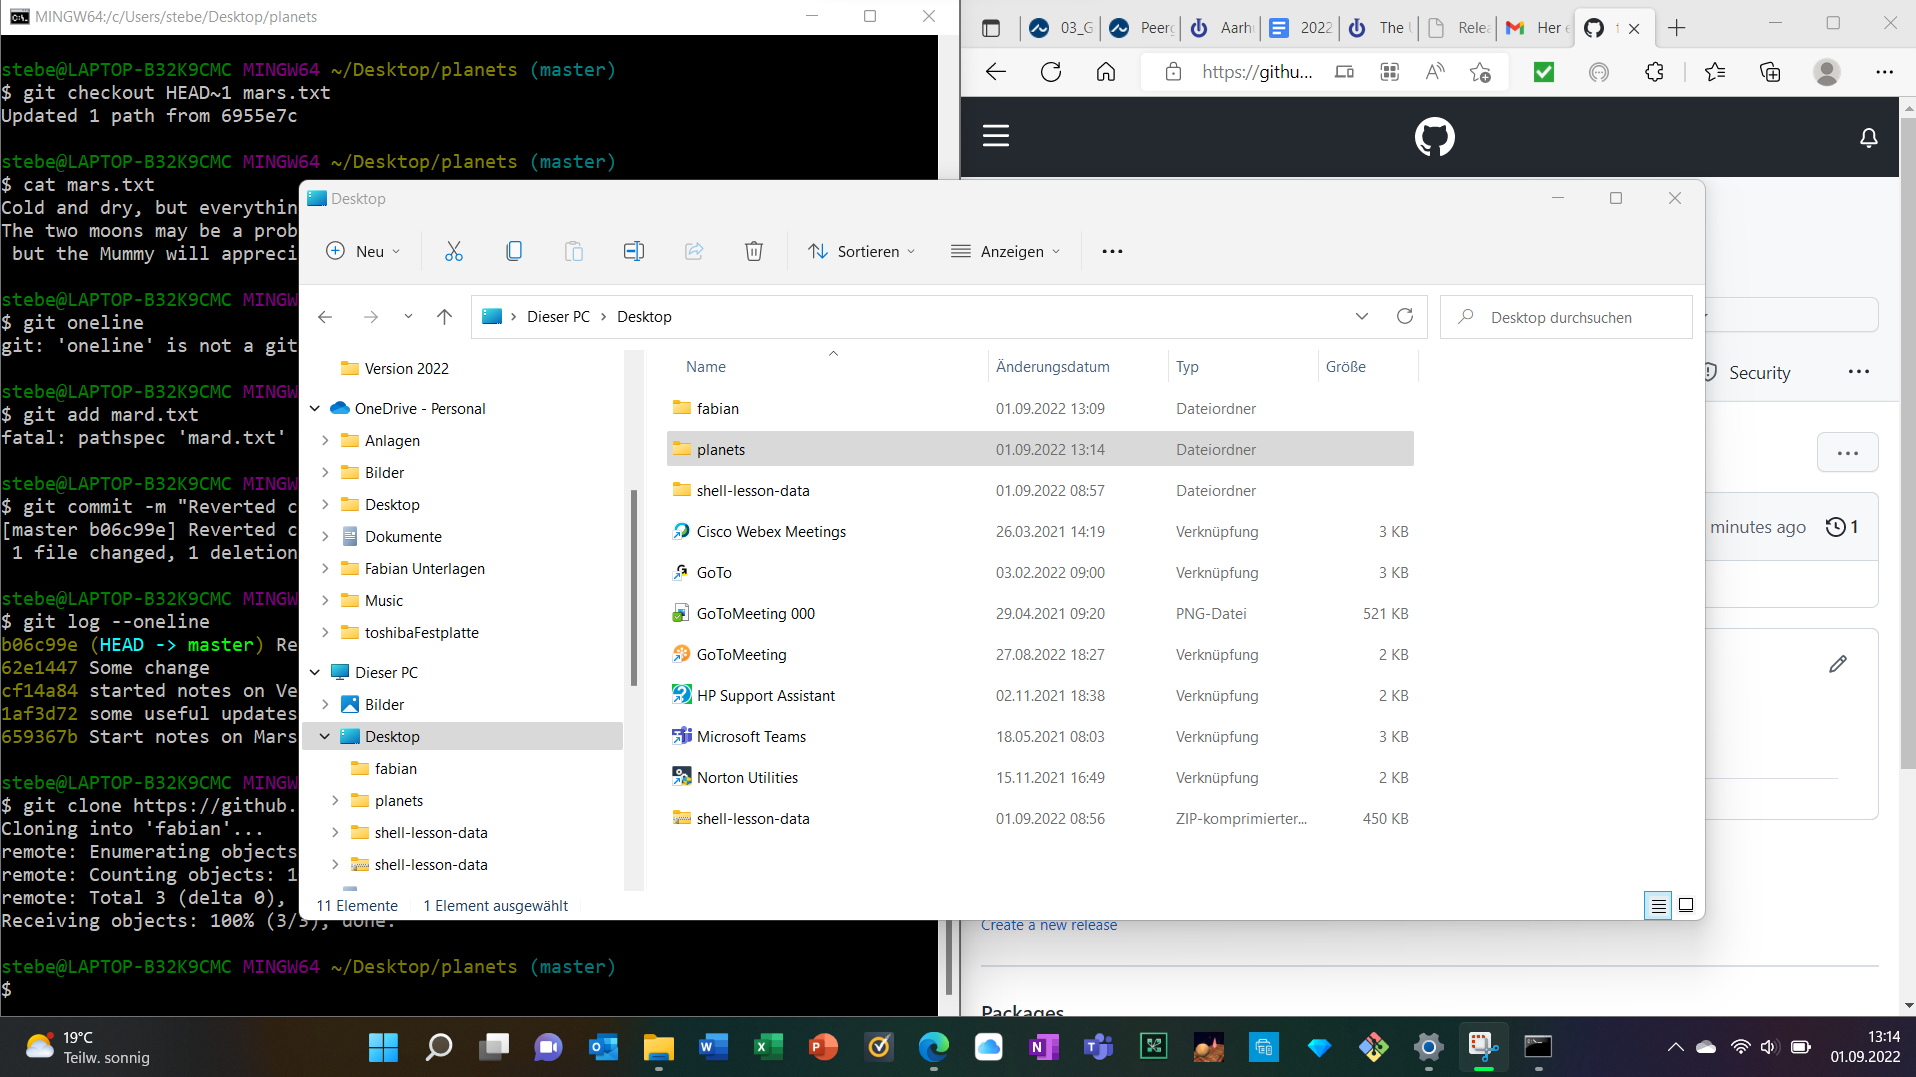 MINGW64:/c/Users/stebe/Desktop/planets
stebe@LAPTOP-B32K9CMC MINGW64 ~/Desktop/planets (master)
$ git checkout HEAD~1 mars.txt
Updated 1 path from 6955e7c
stebe@LAPTOP-B32K9CMC MINGW64 ~/Desktop/planets (master)
$ cat mars.txt
Cold and dry, but everythin
The two moons may be a prob
but the Mummy will appreci
stebe@LAPTOP-B32K9CMC MINGW
$ git oneline
git: 'oneline' is not a git
stebe@LAPTOP-B32K9CMC MINGW
$ git add mard.txt
fatal: pathspec 'mard.txt'
stebe@LAPTOP-B32K9CMC MINGW
$ git commit -m "Reverted c
[master b06c99e] Reverted c
1 file changed, 1 deletion
stebe@LAPTOP-B32K9CMC MINGW
$ git log --oneline
b06c99e (HEAD -> master) Re
62e1447 Some change
cf14a84 started notes on Ve
1af3d72 some useful updates
659367b Start notes on Mars
stebe@LAPTOP-B32K9CMC MINGW
$ git clone https://github.
Cloning into 'fabian'...
remote: Enumerating objects
remote: Counting objects: 1
remote: Total 3 (delta 0),
Receiving objects: 100% (3/3), done.
stebe@LAPTOP-B32K9CMC MINGW64 ~/Desktop/planets (master)
$
03_G
Peerg
Aarh
2022
The U
Relea
Her e
https://githu...
Desktop
Neu
Sortieren
Anzeigen
Dieser PC
Desktop
Desktop durchsuchen
Version 2022
OneDrive - Personal
Anlagen
Bilder
Desktop
Dokumente
Fabian Unterlagen
Music
toshibaFestplatte
Dieser PC
Bilder
Desktop
fabian
planets
shell-lesson-data
shell-lesson-data
Name Änderungsdatum Typ Größe
fabian 01.09.2022 13:09 Dateiordner
planets 01.09.2022 13:14 Dateiordner
shell-lesson-data 01.09.2022 08:57 Dateiordner
Cisco Webex Meetings 26.03.2021 14:19 Verknüpfung 3 KB
GoTo 03.02.2022 09:00 Verknüpfung 3 KB
GoToMeeting 000 29.04.2021 09:20 PNG-Datei 521 KB
GoToMeeting 27.08.2022 18:27 Verknüpfung 2 KB
HP Support Assistant 02.11.2021 18:38 Verknüpfung 2 KB
Microsoft Teams 18.05.2021 08:03 Verknüpfung 3 KB
Norton Utilities 15.11.2021 16:49 Verknüpfung 2 KB
shell-lesson-data 01.09.2022 08:56 ZIP-komprimierter... 450 KB
11 Elemente 1 Element ausgewählt
Security
minutes ago 1
Create a new release
Packages
19°C
Teilw. sonnig
13:14
01.09.2022